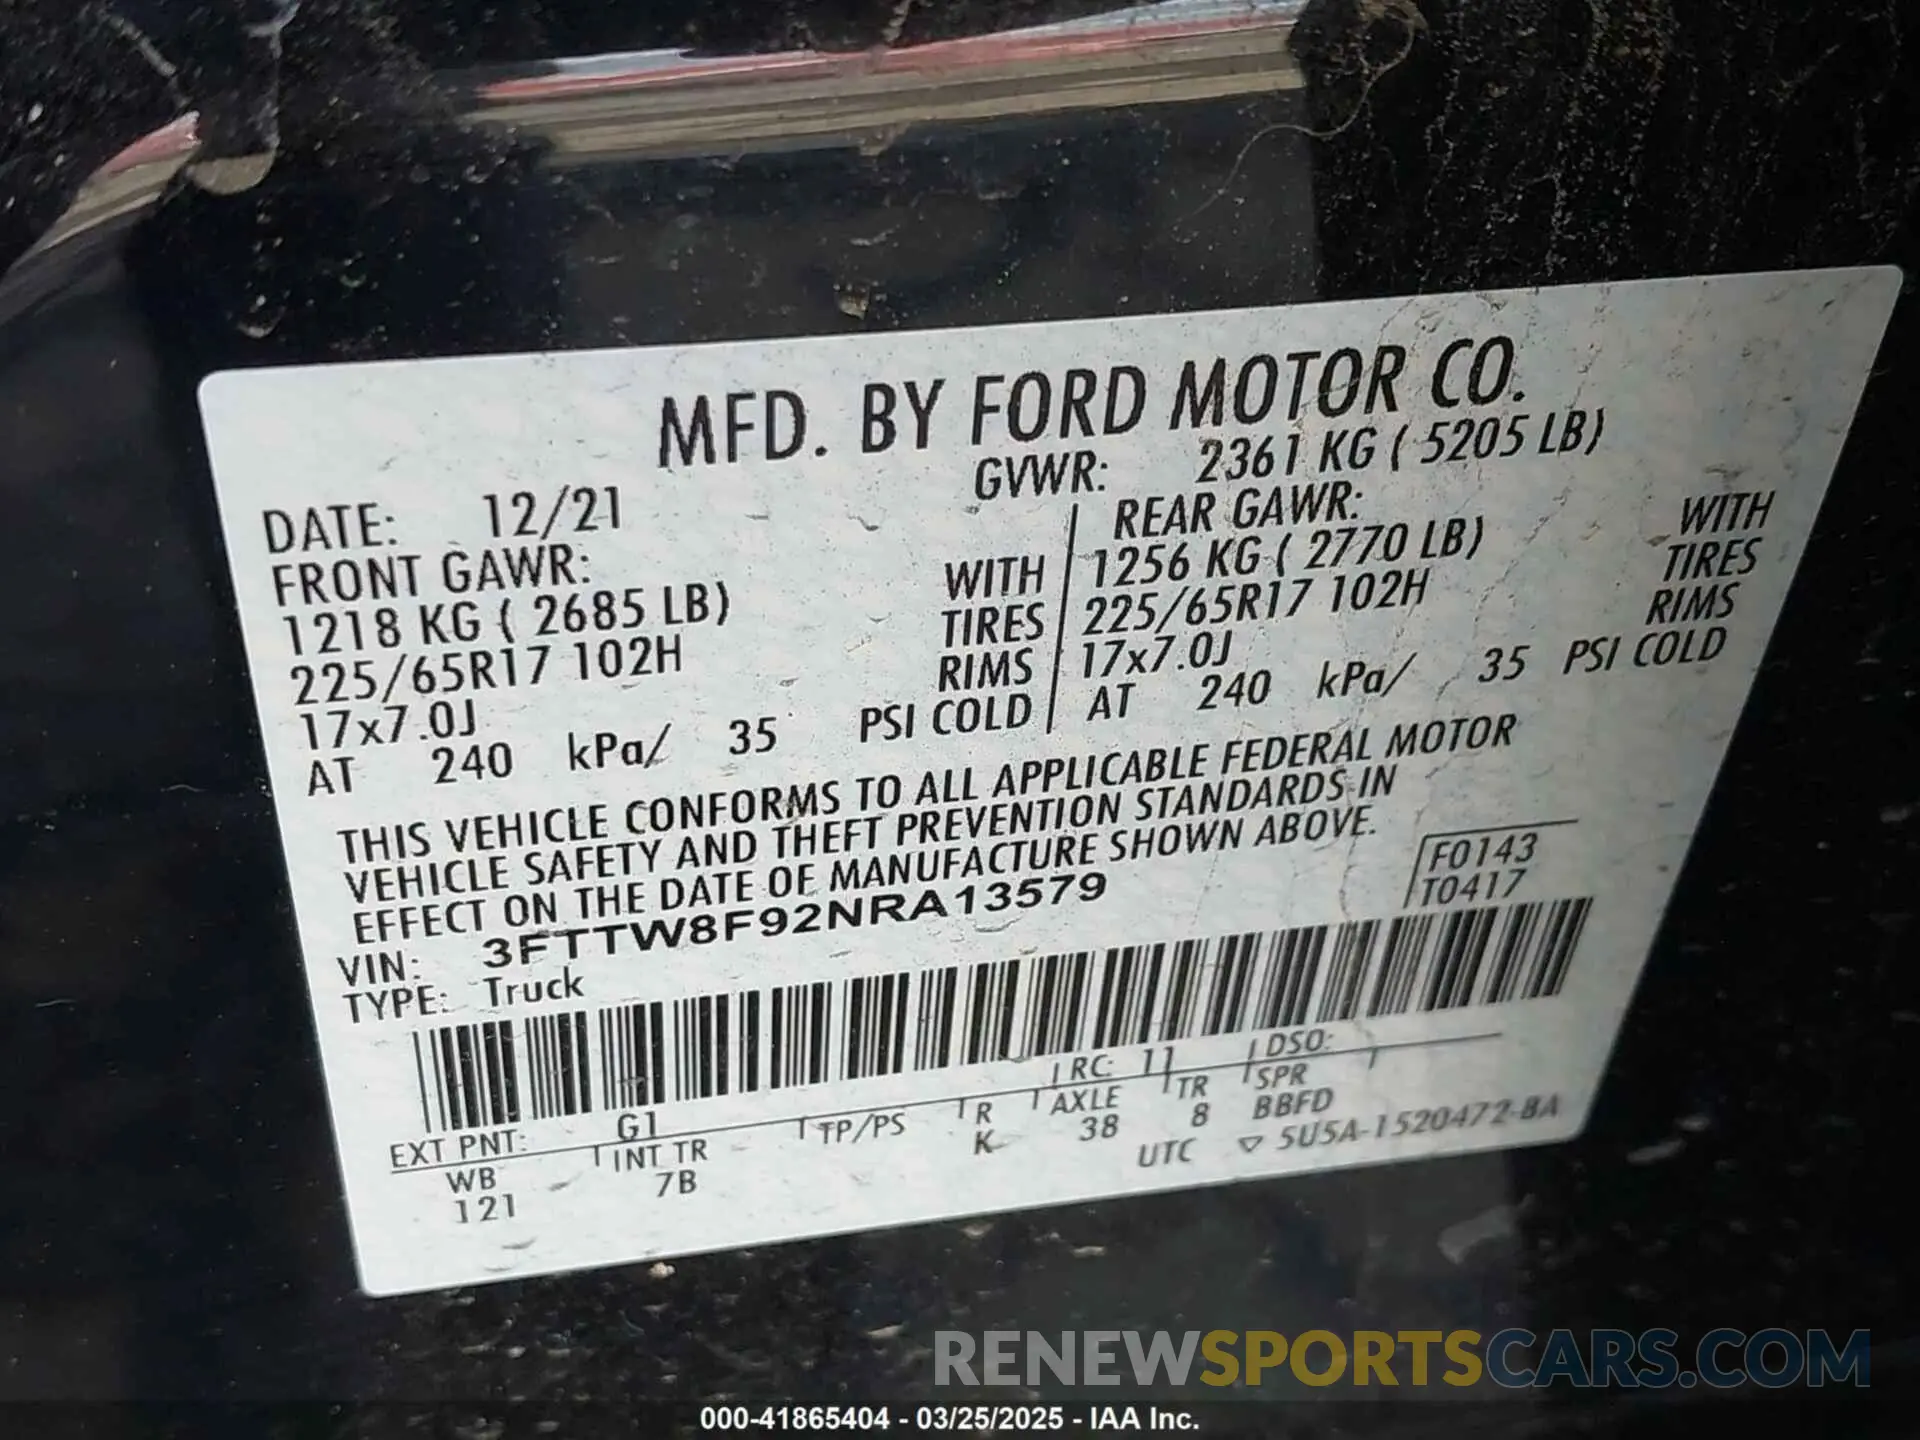 MFD. BY FORD MOTOR CO.
DATE: 12/21 GVWR: 2361 KG ( 5205 LB)
FRONT GAWR: REAR GAWR:
1218 KG ( 2685 LB) WITH 1256 KG ( 2770 LB) WITH
225/65R17 102H TIRES 225/65R17 102H TIRES
17x7.0J RIMS 17x7.0J RIMS
AT 240 kPa/ 35 PSI COLD AT 240 kPa/ 35 PSI COLD
THIS VEHICLE CONFORMS TO ALL APPLICABLE FEDERAL MOTOR
VEHICLE SAFETY AND THEFT PREVENTION STANDARDS IN
EFFECT ON THE DATE OF MANUFACTURE SHOWN ABOVE.
F0143
T0417
VIN: 3FTTW8F92NRA13579
TYPE: Truck
EXT PNT: G1 RC: 11 DSO:
WB INT TR TP/PS R AXLE TR SPR
121 7B K 38 8 BBFD
UTC ▽ 5U5A-1520472-BA
RENEWSPORTSCARS.COM
000-41865404 - 03/25/2025 - IAA Inc.